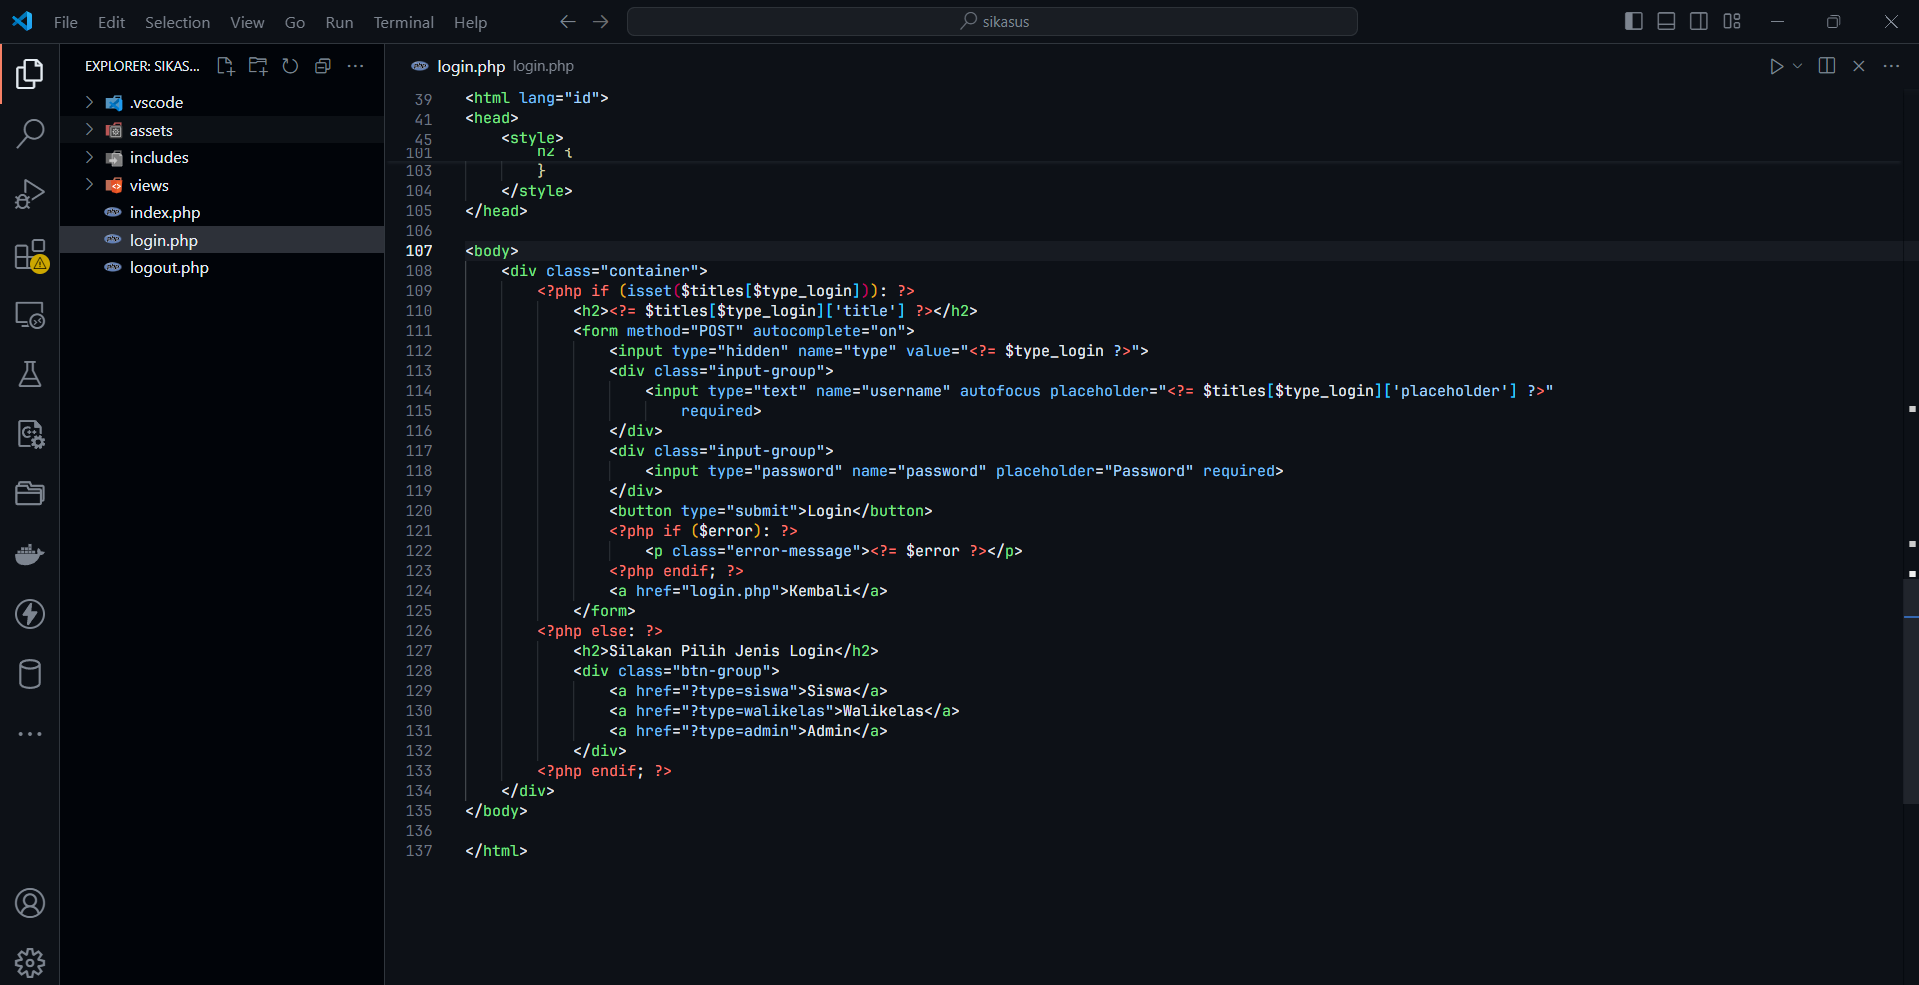 File Edit Selection View Go Run Terminal Help
sikasus
EXPLORER: SIKAS...
.vscode
assets
includes
views
index.php
login.php
logout.php
login.php login.php
39 <html lang="id">
41 <head>
45 <style>
101 h2 {
103 }
104 </style>
105 </head>
106
107 <body>
108 <div class="container">
109 <?php if (isset($titles[$type_login])): ?>
110 <h2><?= $titles[$type_login]['title'] ?></h2>
111 <form method="POST" autocomplete="on">
112 <input type="hidden" name="type" value="<?= $type_login ?>">
113 <div class="input-group">
114 <input type="text" name="username" autofocus placeholder="<?= $titles[$type_login]['placeholder'] ?>"
115 required>
116 </div>
117 <div class="input-group">
118 <input type="password" name="password" placeholder="Password" required>
119 </div>
120 <button type="submit">Login</button>
121 <?php if ($error): ?>
122 <p class="error-message"><?= $error ?></p>
123 <?php endif; ?>
124 <a href="login.php">Kembali</a>
125 </form>
126 <?php else: ?>
127 <h2>Silakan Pilih Jenis Login</h2>
128 <div class="btn-group">
129 <a href="?type=siswa">Siswa</a>
130 <a href="?type=walikelas">Walikelas</a>
131 <a href="?type=admin">Admin</a>
132 </div>
133 <?php endif; ?>
134 </div>
135 </body>
136
137 </html>